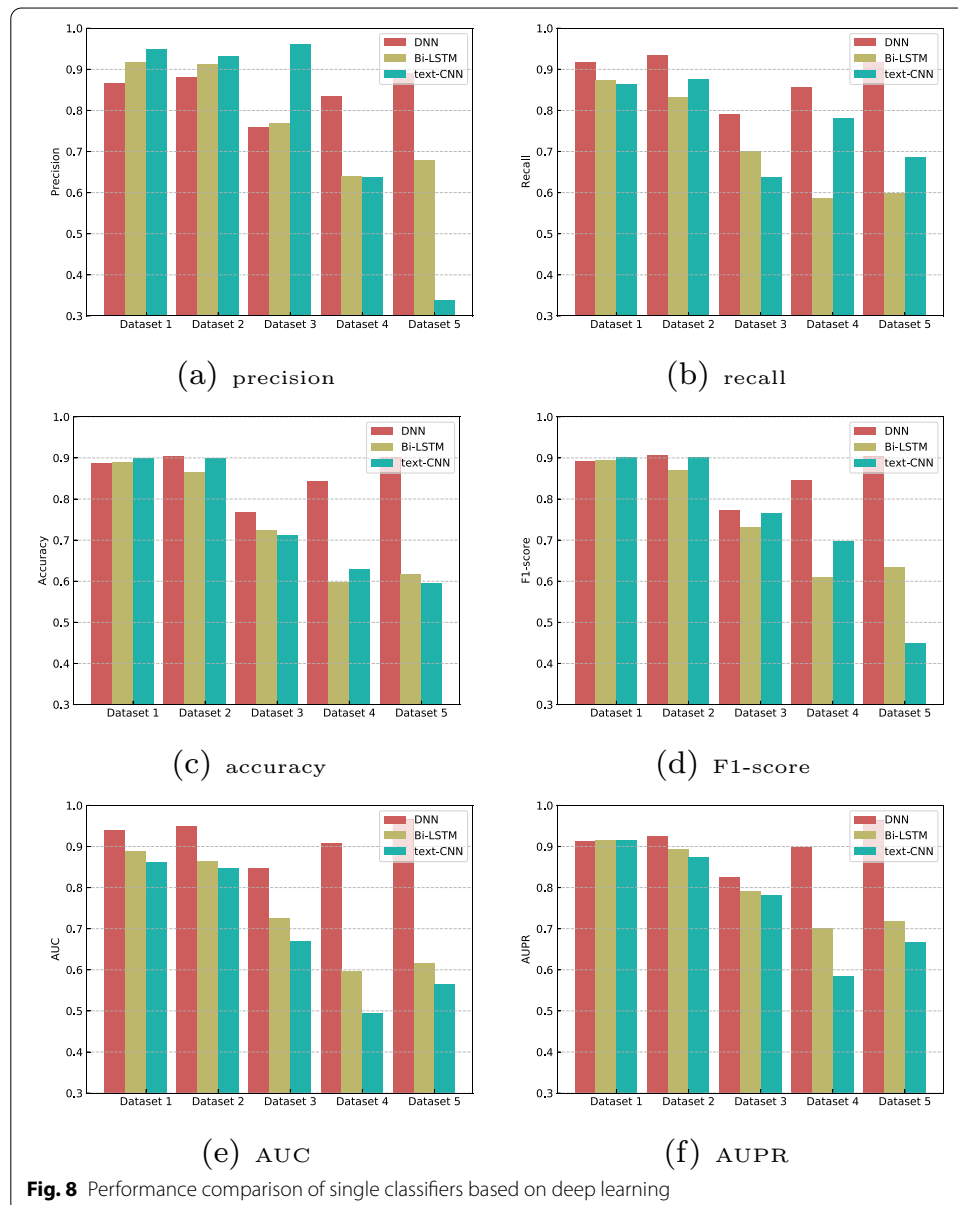 1.0
0.9
0.8
0.7
0.6
0.5
0.4
0.3
Precision
DNN
Bi-LSTM
text-CNN
Dataset 1 Dataset 2 Dataset 3 Dataset 4 Dataset 5
(a) precision
1.0
0.9
0.8
0.7
0.6
0.5
0.4
0.3
Recall
DNN
Bi-LSTM
text-CNN
Dataset 1 Dataset 2 Dataset 3 Dataset 4 Dataset 5
(b) recall
1.0
0.9
0.8
0.7
0.6
0.5
0.4
0.3
Accuracy
DNN
Bi-LSTM
text-CNN
Dataset 1 Dataset 2 Dataset 3 Dataset 4 Dataset 5
(c) accuracy
1.0
0.9
0.8
0.7
0.6
0.5
0.4
0.3
F1-score
DNN
Bi-LSTM
text-CNN
Dataset 1 Dataset 2 Dataset 3 Dataset 4 Dataset 5
(d) F1-score
1.0
0.9
0.8
0.7
0.6
0.5
0.4
0.3
AUC
DNN
Bi-LSTM
text-CNN
Dataset 1 Dataset 2 Dataset 3 Dataset 4 Dataset 5
(e) AUC
1.0
0.9
0.8
0.7
0.6
0.5
0.4
0.3
AUPR
DNN
Bi-LSTM
text-CNN
Dataset 1 Dataset 2 Dataset 3 Dataset 4 Dataset 5
(f) AUPR
Fig. 8 Performance comparison of single classifiers based on deep learning